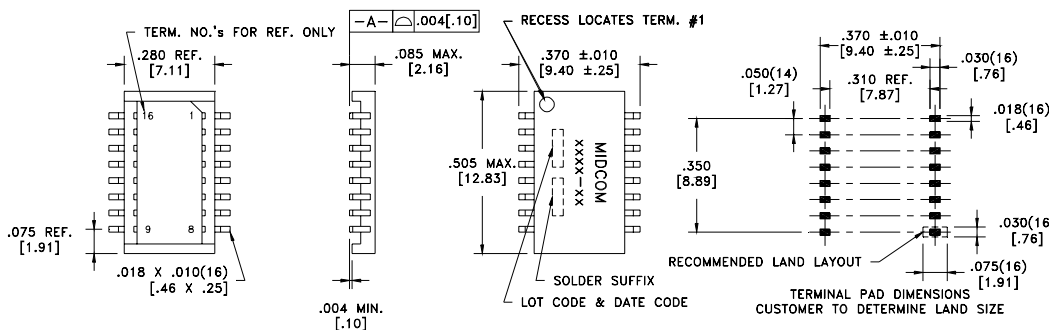 TERM. NO.'s FOR REF. ONLY
.280 REF.
[7.11]
16
1
9
8
.075 REF.
[1.91]
.018 X .010(16)
[.46 X .25]
-A- ⌓ .004[.10]
.085 MAX.
[2.16]
.004 MIN.
[.10]
RECESS LOCATES TERM. #1
.370 ±.010
[9.40 ±.25]
.505 MAX.
[12.83]
MIDCOM
XXXX-XX
SOLDER SUFFIX
LOT CODE & DATE CODE
.370 ±.010
[9.40 ±.25]
.030(16)
[.76]
.050(14)
[1.27]
.310 REF.
[7.87]
.018(16)
[.46]
.350
[8.89]
.030(16
[.76]
RECOMMENDED LAND LAYOUT
.075(16)
[1.91]
TERMINAL PAD DIMENSIONS
CUSTOMER TO DETERMINE LAND SIZE